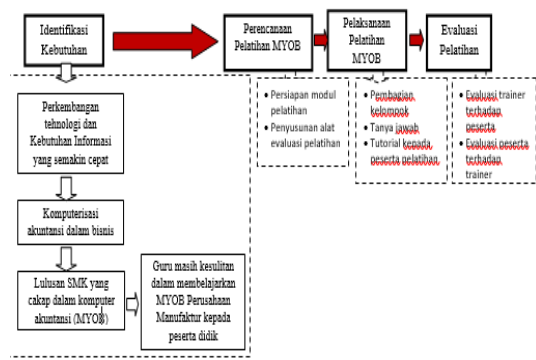 Identifikasi
Kebutuhan
Perencanaan
Pelatihan MYOB
Pelaksanaan
Pelatihan
MYOB
Evaluasi
Pelatihan
Perkembangan
tehnologi dan
Kebutuhan Informasi
yang semakin cepat
Komputerisasi
akuntansi dalam bisnis
Lulusan SMK yang
cakap dalam komputer
akuntansi (MYOB)
Guru masih kesulitan
dalam membelajarkan
MYOB Perusahaan
Manufaktur kepada
peserta didik
• Persiapan modul
pelatihan
• Penyusunan alat
evaluasi pelatihan
• Pembagian
kelompok
• Tanya jawab
• Tutorial kepada
peserta pelatihan
• Evaluasi trainer
terhadap
peserta
• Evaluasi peserta
terhadap
trainer